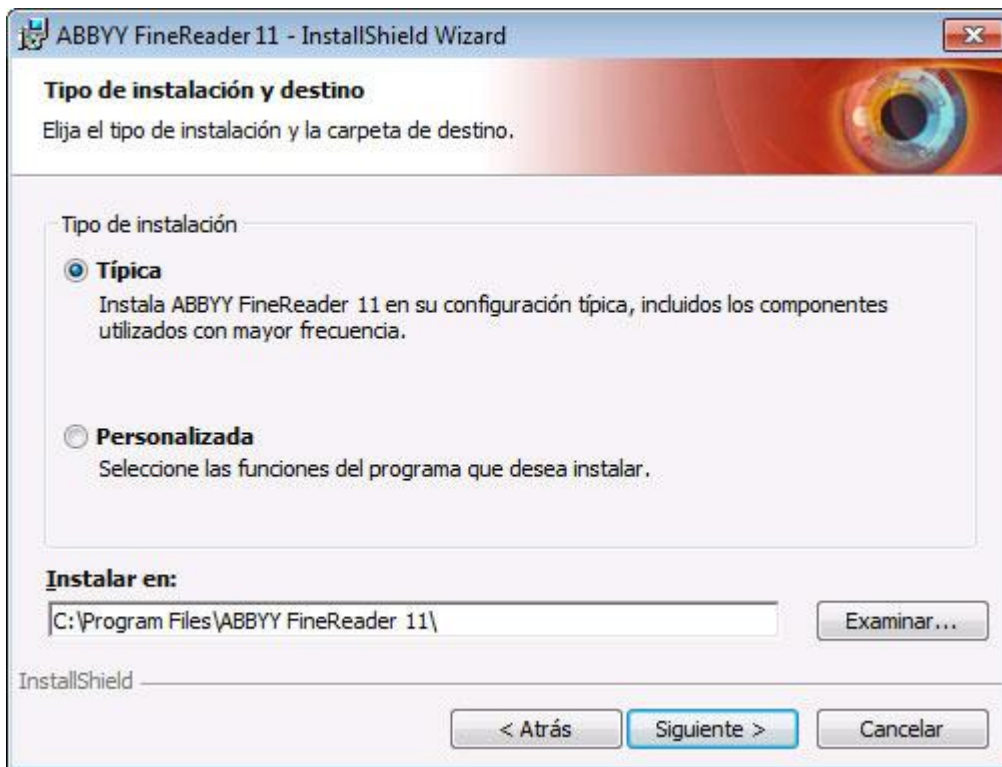 ABBYY FineReader 11 - InstallShield Wizard
Tipo de instalación y destino
Elija el tipo de instalación y la carpeta de destino.
Tipo de instalación
Típica
Instala ABBYY FineReader 11 en su configuración típica, incluidos los componentes
utilizados con mayor frecuencia.
Personalizada
Seleccione las funciones del programa que desea instalar.
Instalar en:
C:\Program Files\ABBYY FineReader 11\
Examinar...
InstallShield
< Atrás
Siguiente >
Cancelar